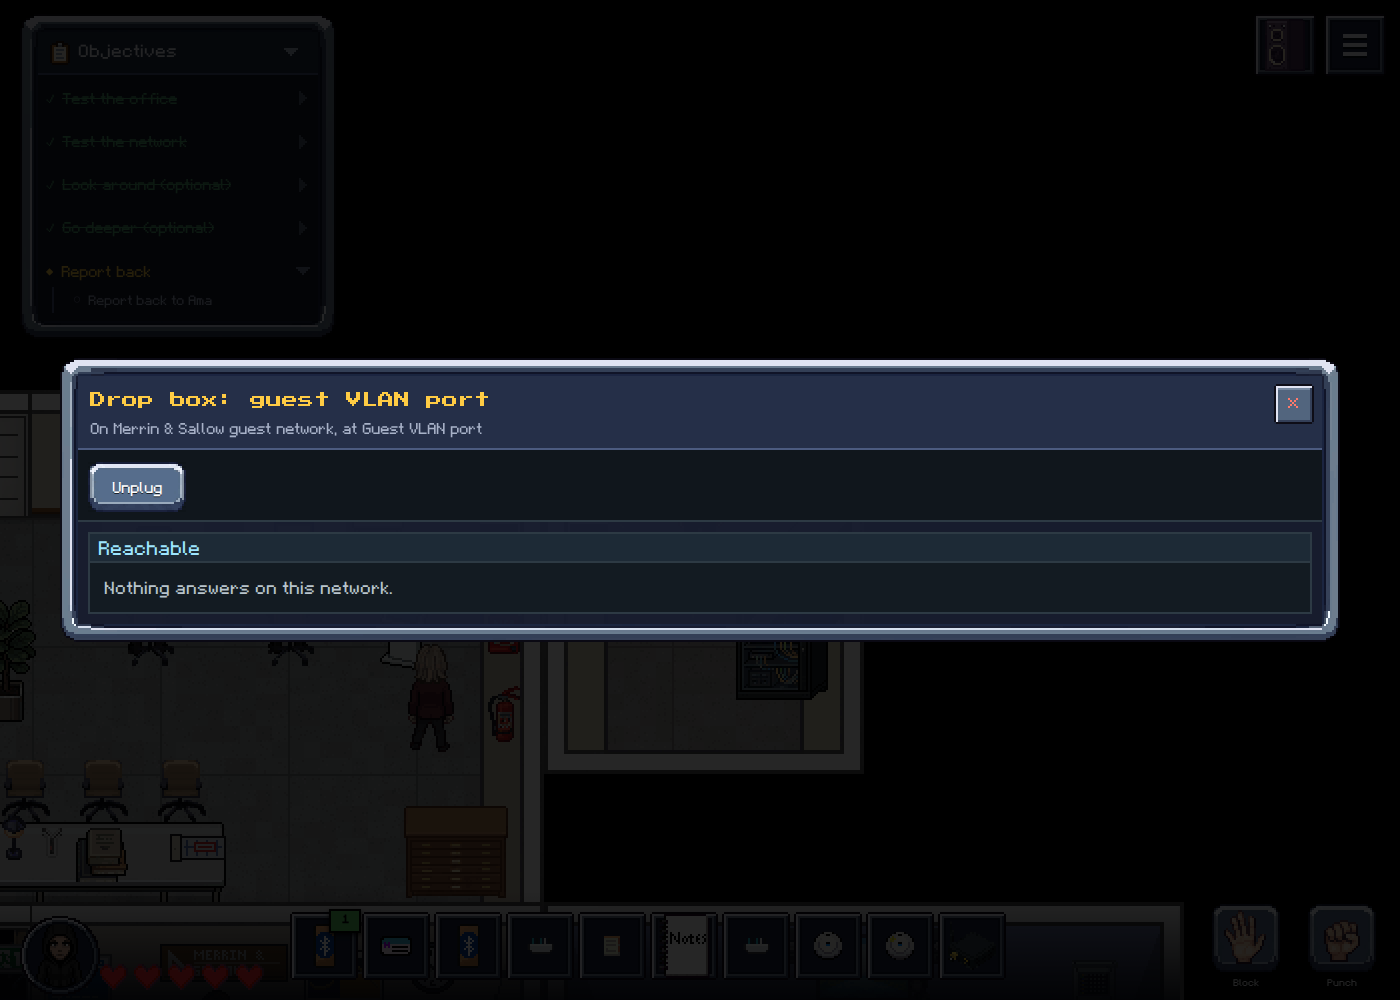 Objectives
Test the office
Test the network
Look around (optional)
Go deeper (optional)
Report back
Report back to Ama
Drop box: guest VLAN port
On Merrin & Sallow guest network, at Guest VLAN port
Unplug
Reachable
Nothing answers on this network.
1
Notes
MERRIN &
Block
Punch